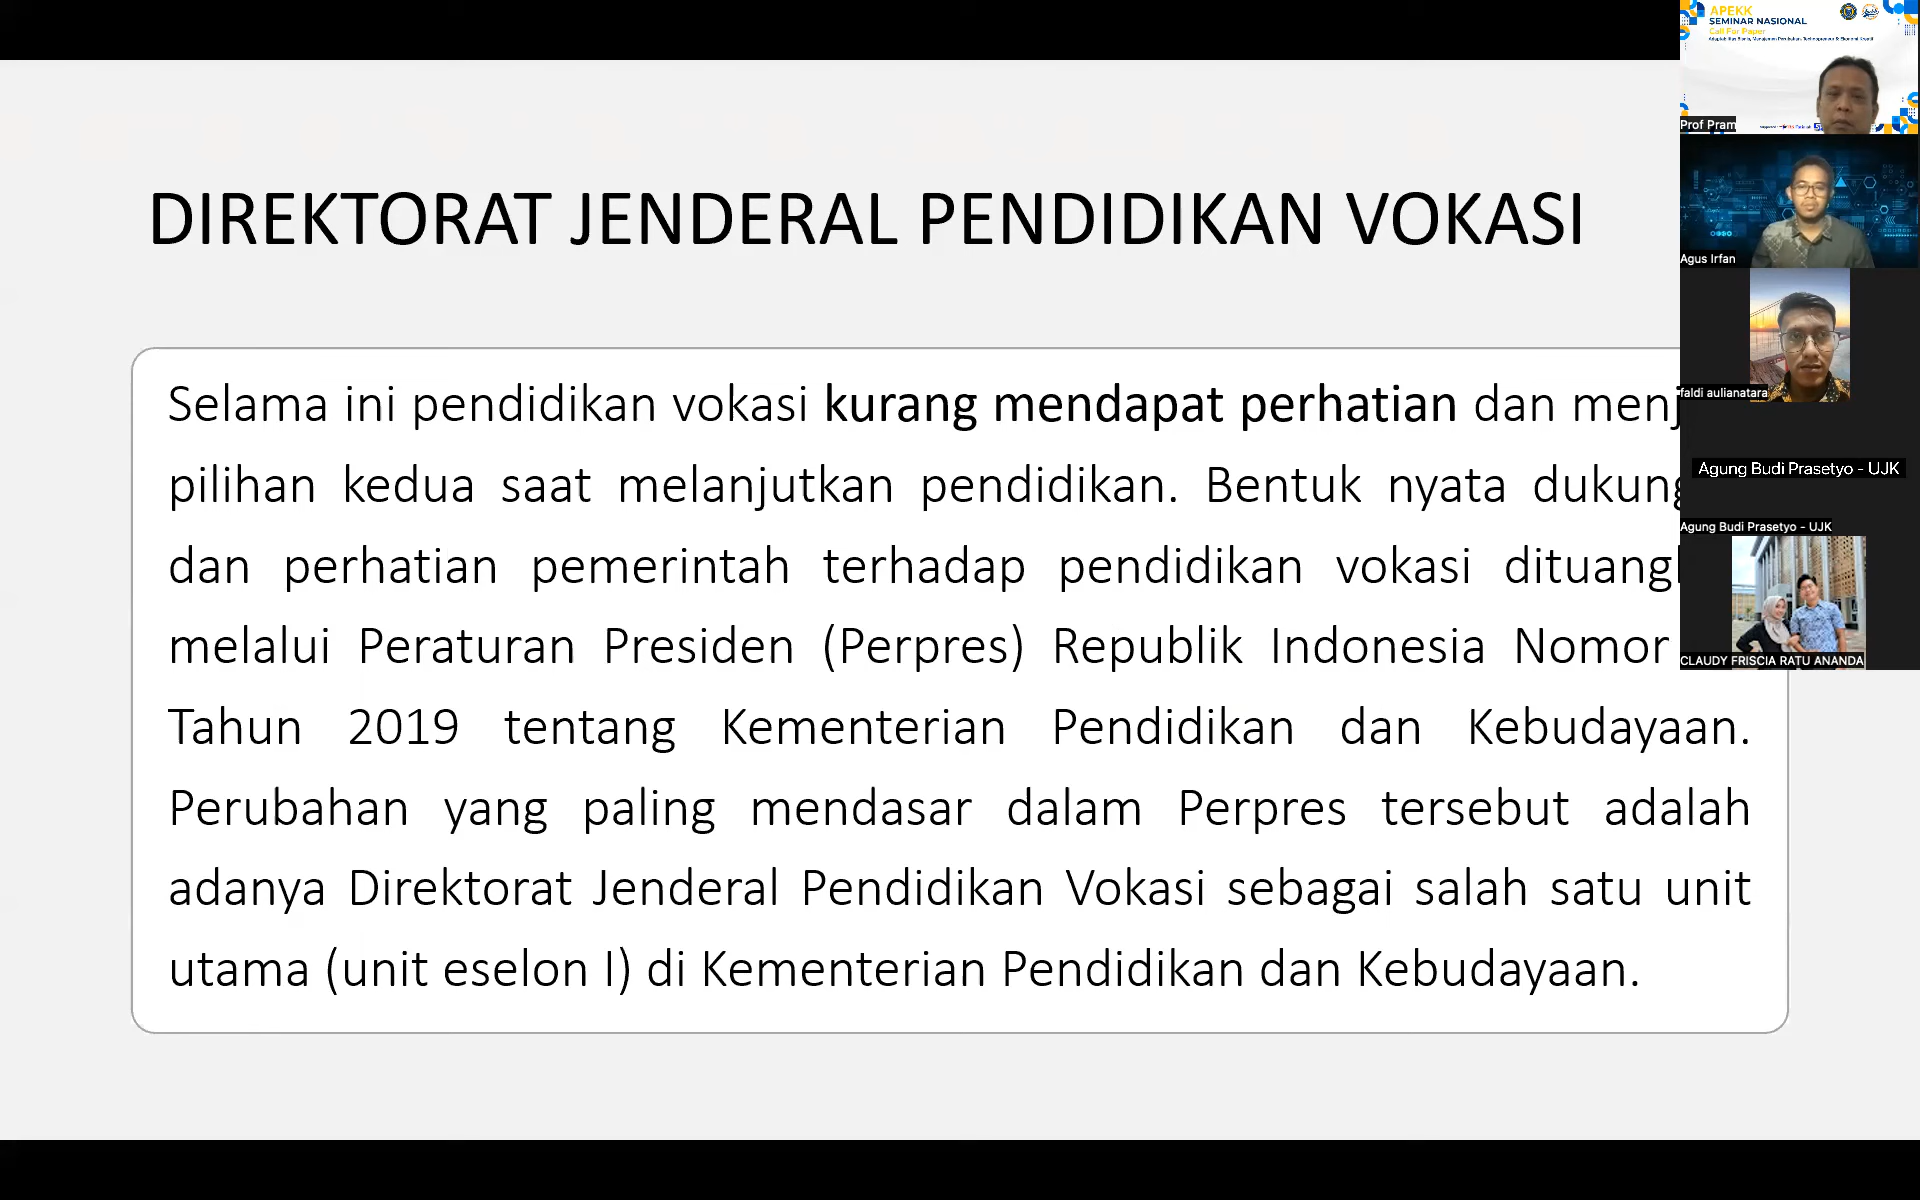 DIREKTORAT JENDERAL PENDIDIKAN VOKASI
Selama ini pendidikan vokasi kurang mendapat perhatian dan
pilihan kedua saat melanjutkan pendidikan. Bentuk nyata
dan perhatian pemerintah terhadap pendidikan vokasi
melalui Peraturan Presiden (Perpres) Republik Indonesia Nomor
Tahun 2019 tentang Kementerian Pendidikan dan Kebudayaan.
Perubahan yang paling mendasar dalam Perpres tersebut adalah
adanya Direktorat Jenderal Pendidikan Vokasi sebagai salah satu unit
utama (unit eselon I) di Kementerian Pendidikan dan Kebudayaan.
APEKK
SEMINAR NASIONAL
Call For Paper
Prof Pram
Agus Irfan
faldi aulianatara
Agung Budi Prasetyo - UJK
Agung Budi Prasetyo - UJK
CLAUDY FRISCIA RATU ANANDA